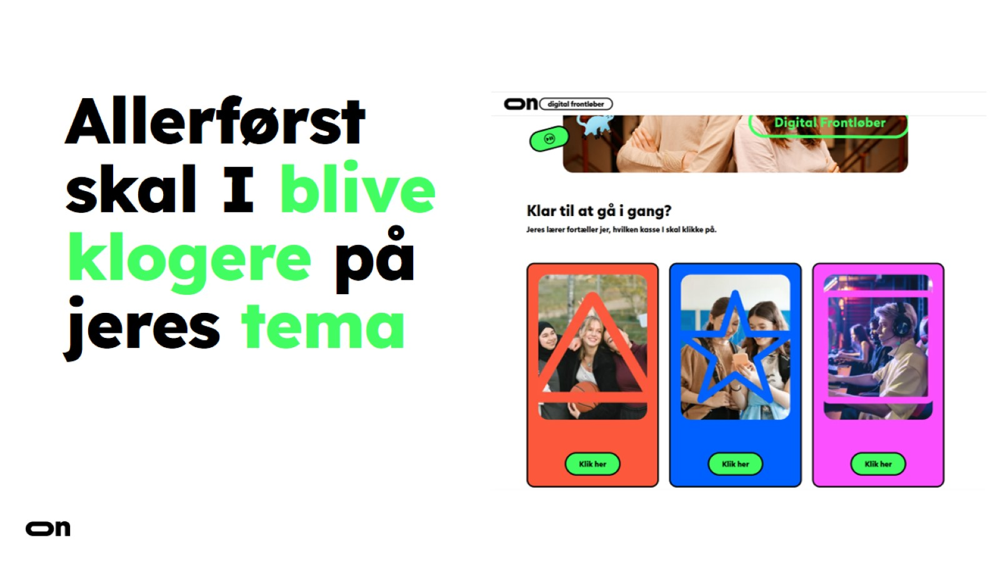 Allerførst
skal I blive
klogere på
jeres tema
on digital frontløber
Digital Frontløber
Klar til at gå i gang?
Jeres lærer fortæller jer, hvilken kasse I skal klikke på.
Klik her
Klik her
Klik her
on